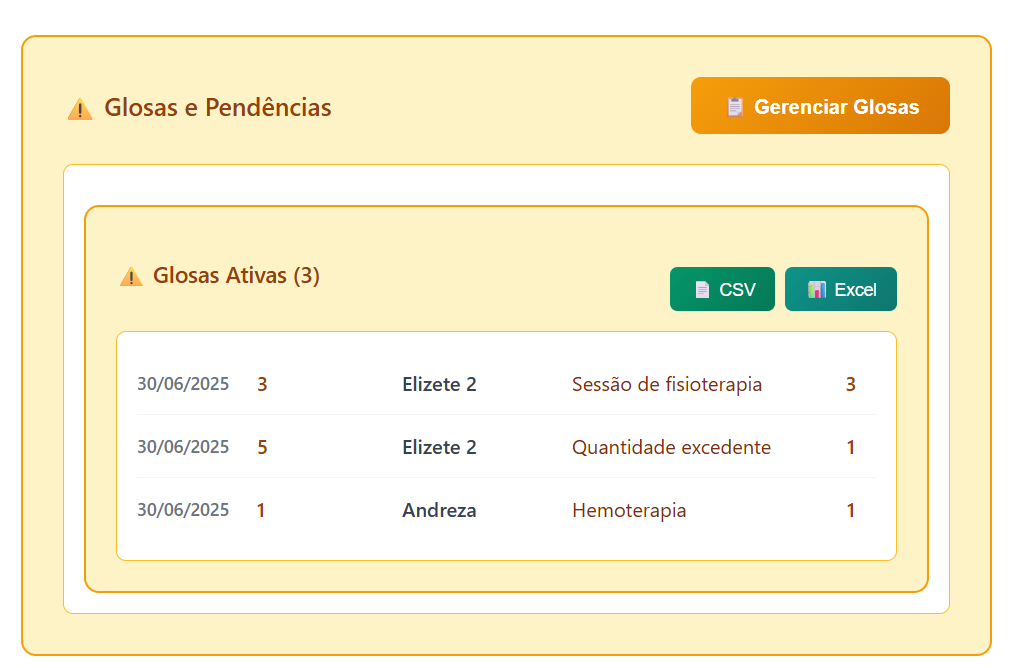 Glosas e Pendências
Gerenciar Glosas
Glosas Ativas (3)
CSV
Excel
30/06/2025 3 Elizete 2 Sessão de fisioterapia 3
30/06/2025 5 Elizete 2 Quantidade excedente 1
30/06/2025 1 Andreza Hemoterapia 1